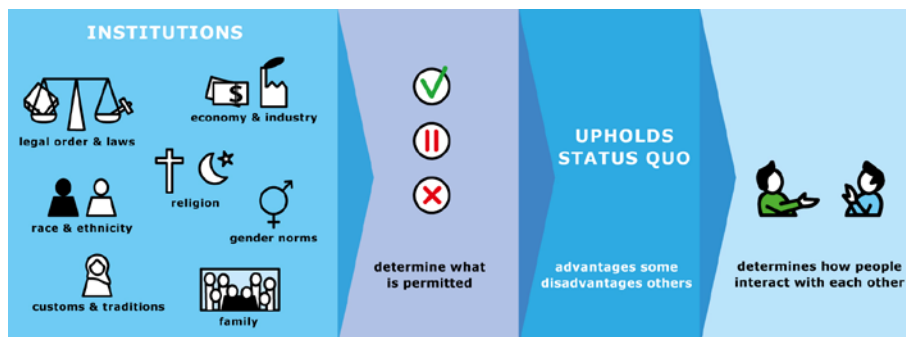 INSTITUTIONS
legal order & laws
$
economy & industry
religion
race & ethnicity
gender norms
customs & traditions
family
determine what
is permitted
UPHOLDS
STATUS QUO
advantages some
disadvantages others
determines how people
interact with each other